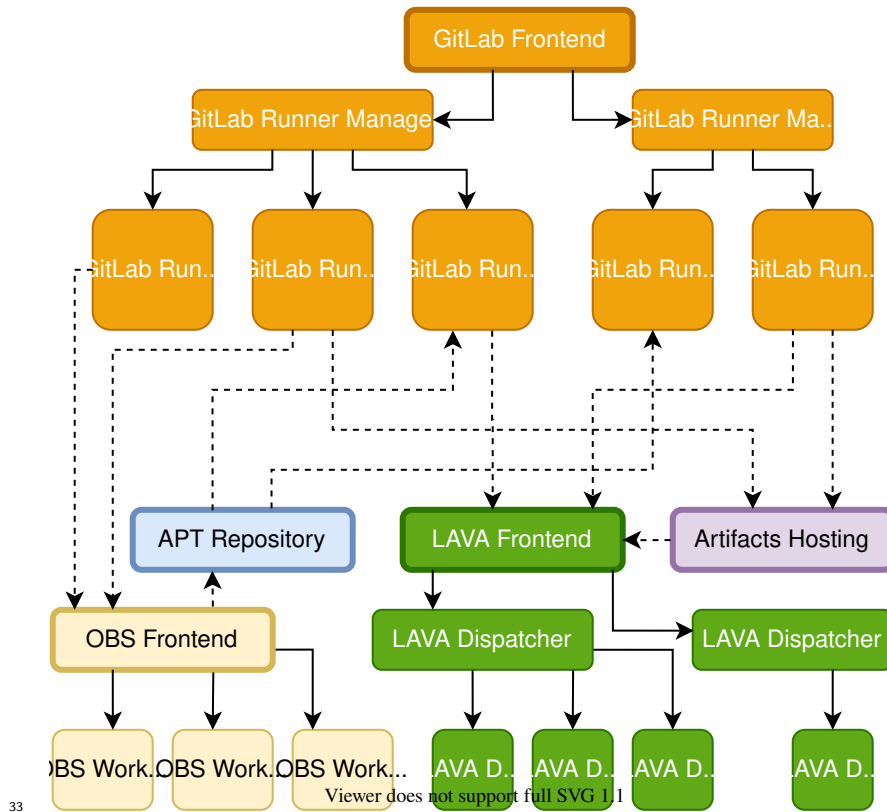 GitLab Frontend
GitLab Runner Manage
GitLab Runner Ma...
GitLab Run...
GitLab Run...
GitLab Run...
GitLab Run...
GitLab Run...
APT Repository
LAVA Frontend
Artifacts Hosting
OBS Frontend
LAVA Dispatcher
LAVA Dispatcher
OBS Work...
OBS Work...
OBS Work...
LAVA D...
LAVA D...
LAVA D...
LAVA D...
Viewer does not support full SVG 1.1
33